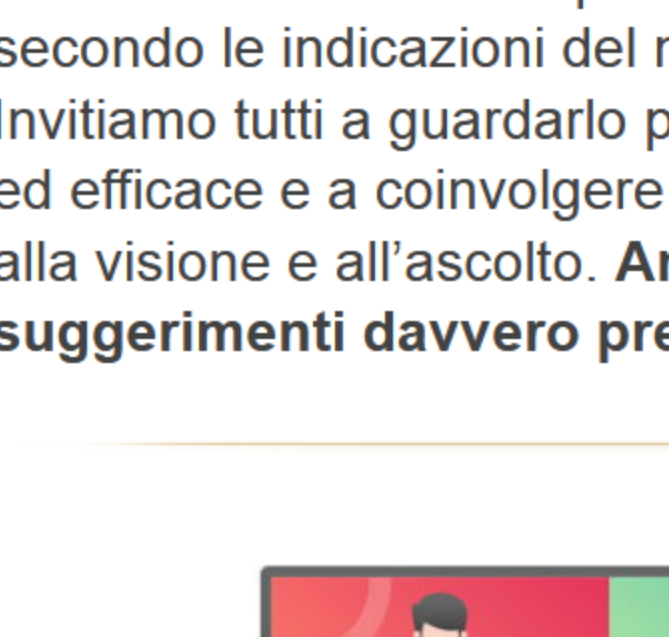 secondo le indicazioni del
Invitiamo tutti a guardarlo
ed efficace e a coinvolgere
alla visione e all’ascolto.
suggerimenti davvero